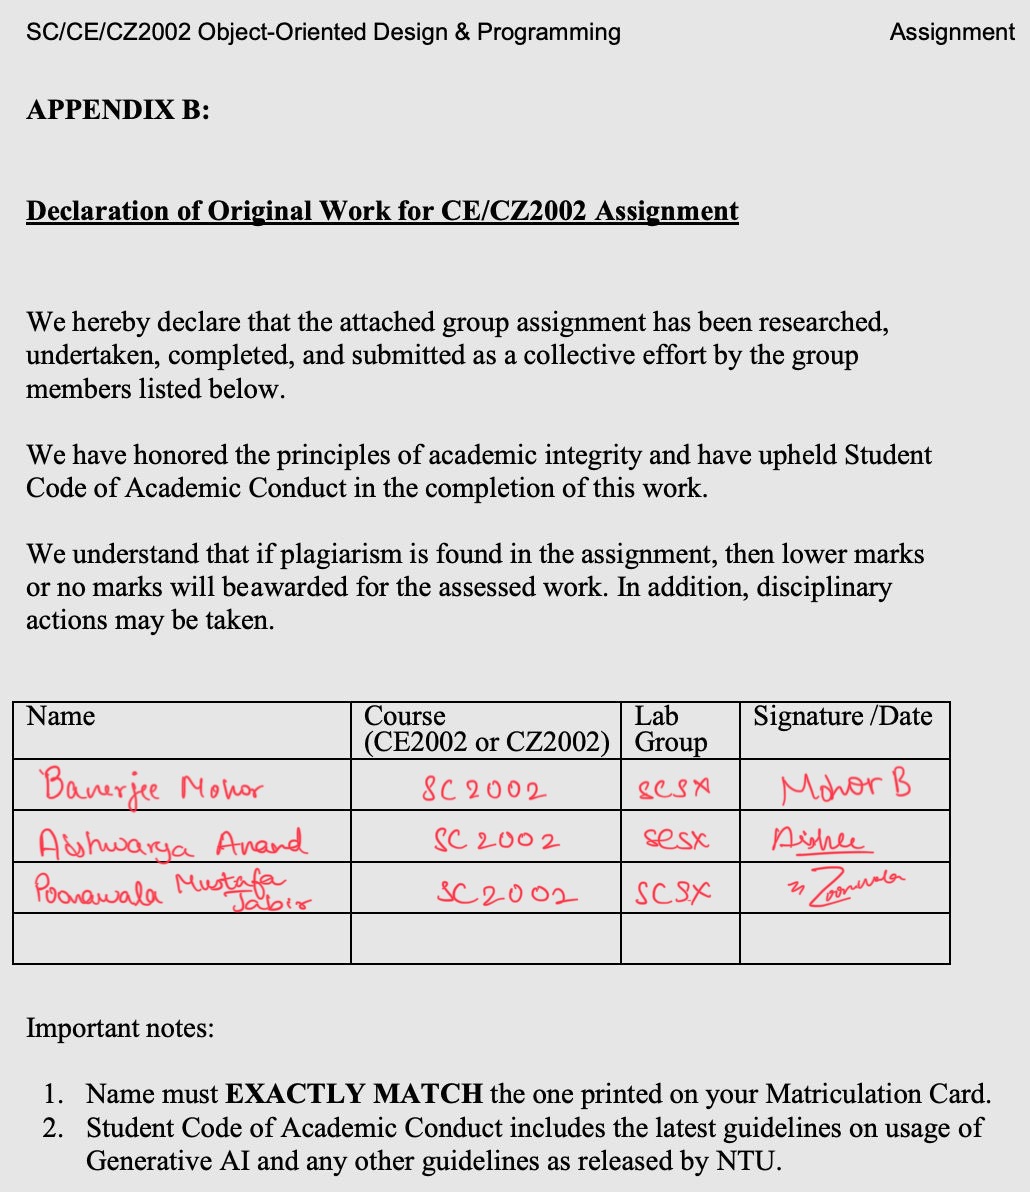 SC/CE/CZ2002 Object-Oriented Design & Programming Assignment
APPENDIX B:
Declaration of Original Work for CE/CZ2002 Assignment
We hereby declare that the attached group assignment has been researched,
undertaken, completed, and submitted as a collective effort by the group
members listed below.
We have honored the principles of academic integrity and have upheld Student
Code of Academic Conduct in the completion of this work.
We understand that if plagiarism is found in the assignment, then lower marks
or no marks will beawarded for the assessed work. In addition, disciplinary
actions may be taken.
Name Course Lab Signature /Date
(CE2002 or CZ2002) Group
Banerjee Mohor SC2002 SCSX Mohor B
Aishwarya Anand SC2002 SCSX
Poonawala Mustafa SC2002 SCSX
Jabir
Important notes:
1. Name must EXACTLY MATCH the one printed on your Matriculation Card.
2. Student Code of Academic Conduct includes the latest guidelines on usage of
Generative AI and any other guidelines as released by NTU.